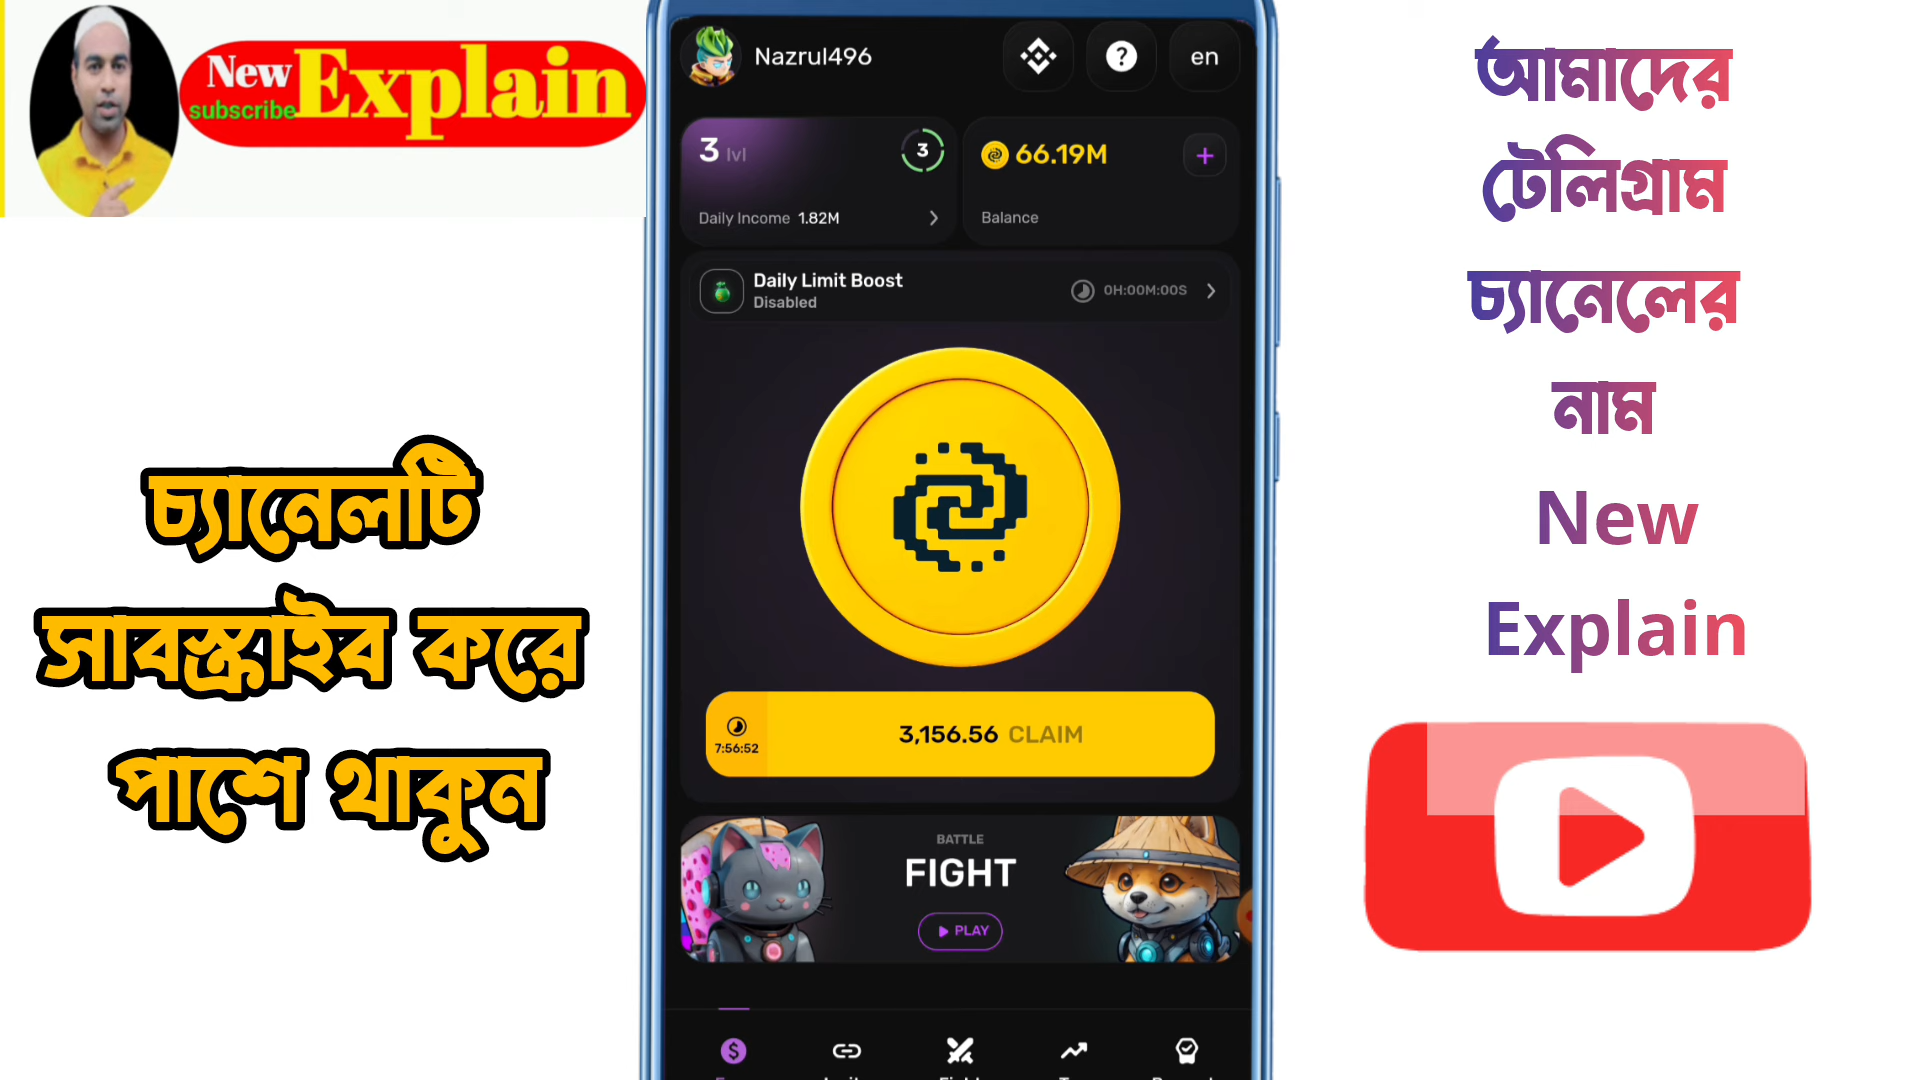 New
subscribe
Explain
Nazrul496
?
en
3 lvl
3
66.19M
+
Daily Income 1.82M
Balance
Daily Limit Boost
Disabled
0H:00M:00S
7:56:52
3,156.56 CLAIM
BATTLE
FIGHT
PLAY
চ্যানেলটি
সাবস্ক্রাইব করে
পাশে থাকুন
আমাদের
টেলিগ্রাম
চ্যানেলের
নাম
New
Explain